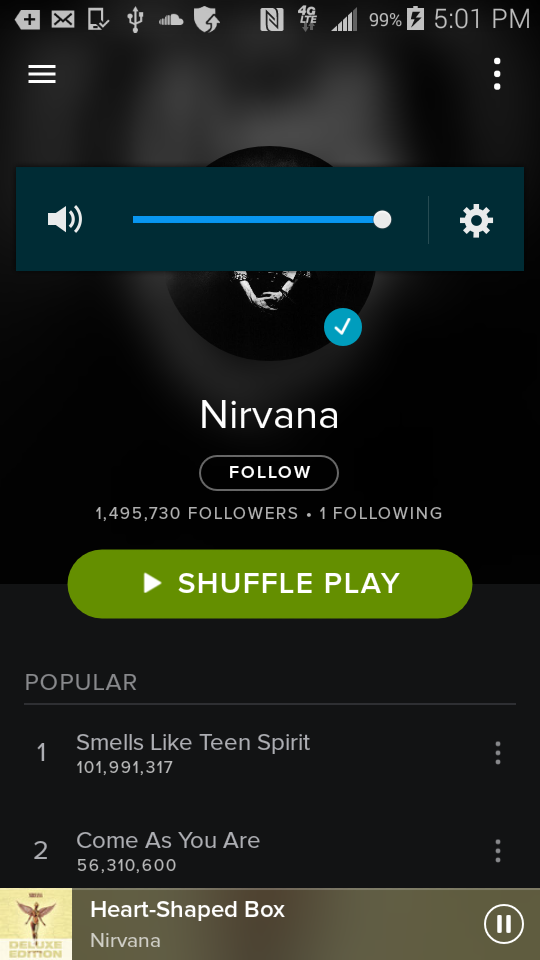 4G
LTE
99%
5:01 PM
Nirvana
FOLLOW
1,495,730 FOLLOWERS • 1 FOLLOWING
SHUFFLE PLAY
POPULAR
1
Smells Like Teen Spirit
101,991,317
2
Come As You Are
56,310,600
Heart-Shaped Box
Nirvana
DELUXE
EDITION